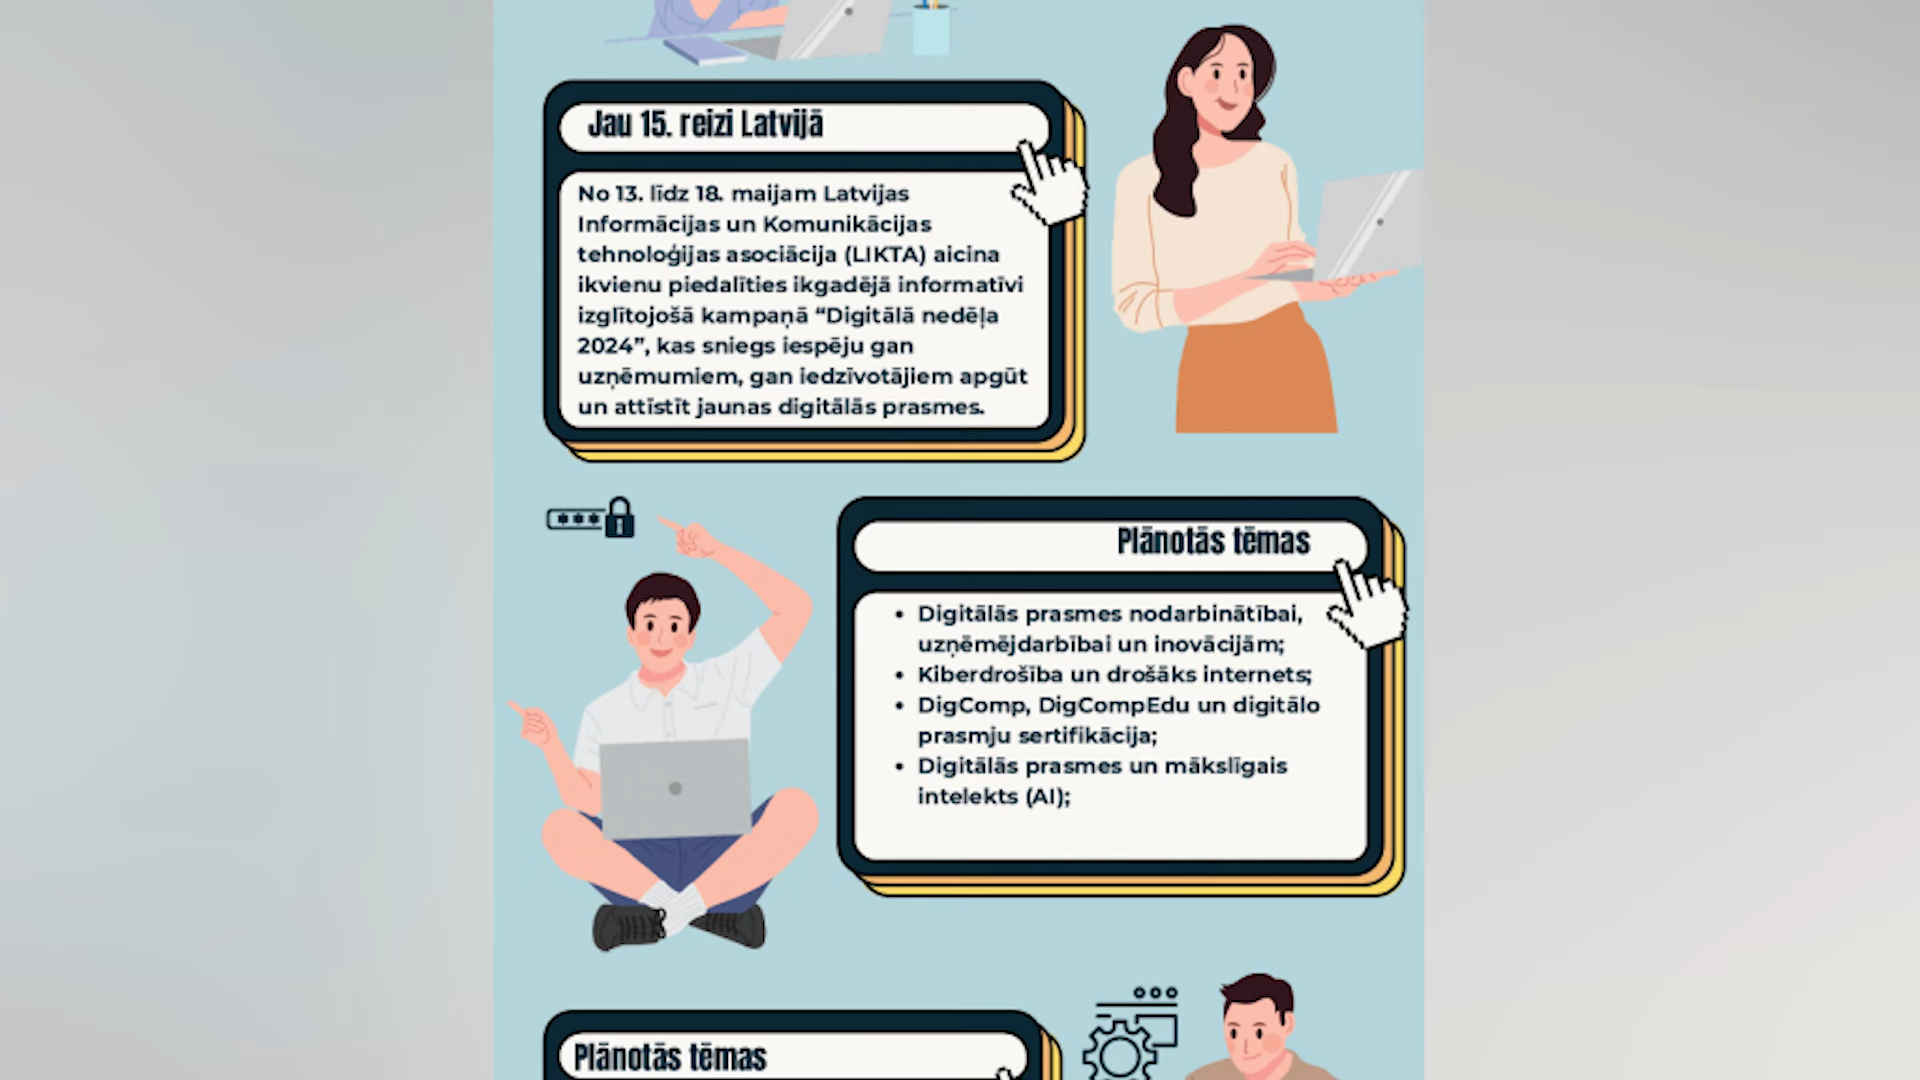 Jau 15. reizi Latvijā
No 13. līdz 18. maijam Latvijas
Informācijas un Komunikācijas
tehnoloģijas asociācija (LIKTA) aicina
ikvienu piedalīties ikgadējā informatīvi
izglītojošā kampaņā “Digitālā nedēļa
2024”, kas sniegs iespēju gan
uzņēmumiem, gan iedzīvotājiem apgūt
un attīstīt jaunas digitālās prasmes.
Plānotās tēmas
• Digitālās prasmes nodarbinātībai,
uzņēmējdarbībai un inovācijām;
• Kiberdrošība un drošāks internets;
• DigComp, DigCompEdu un digitālo
prasmju sertifikācija;
• Digitālās prasmes un mākslīgais
intelekts (AI);
Plānotās tēmas